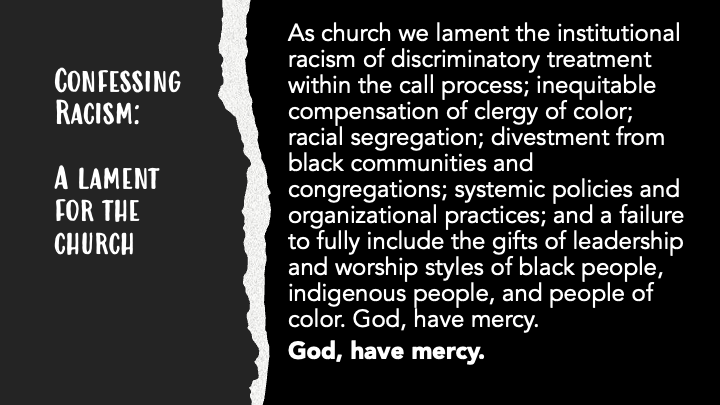 Confessing
Racism:
A lament
for the
church
As church we lament the institutional
racism of discriminatory treatment
within the call process; inequitable
compensation of clergy of color;
racial segregation; divestment from
black communities and
congregations; systemic policies and
organizational practices; and a failure
to fully include the gifts of leadership
and worship styles of black people,
indigenous people, and people of
color. God, have mercy.
God, have mercy.